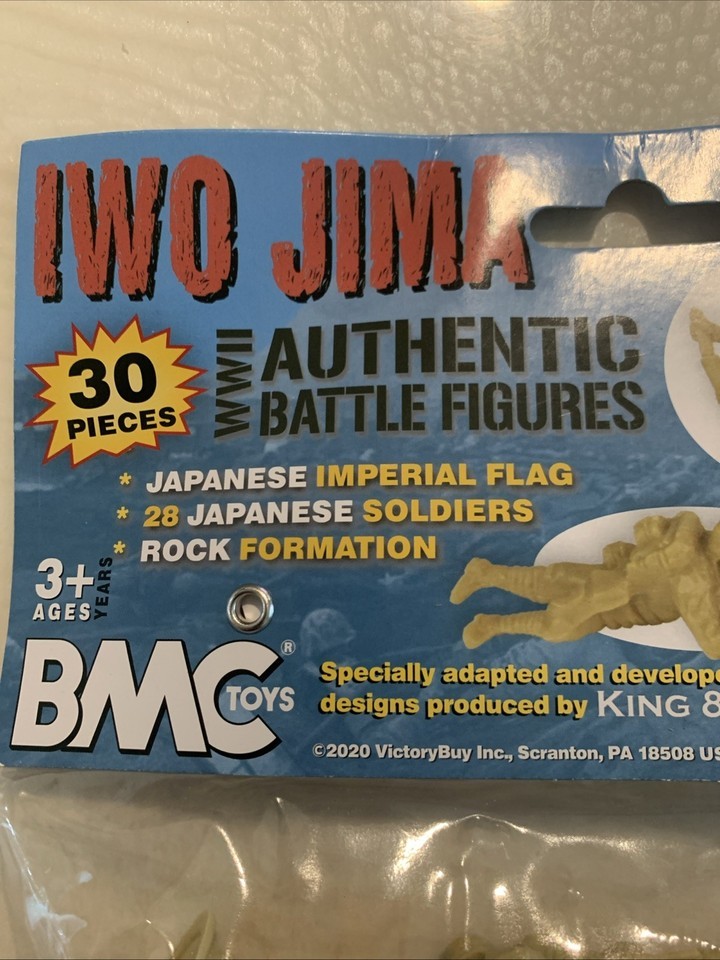 IWO JIMA
30
PIECES
WWII
AUTHENTIC
BATTLE FIGURES
* JAPANESE IMPERIAL FLAG
* 28 JAPANESE SOLDIERS
* ROCK FORMATION
3+
AGES
YEARS
BMC®
TOYS
Specially adapted and develope
designs produced by KING &
©2020 VictoryBuy Inc., Scranton, PA 18508 US